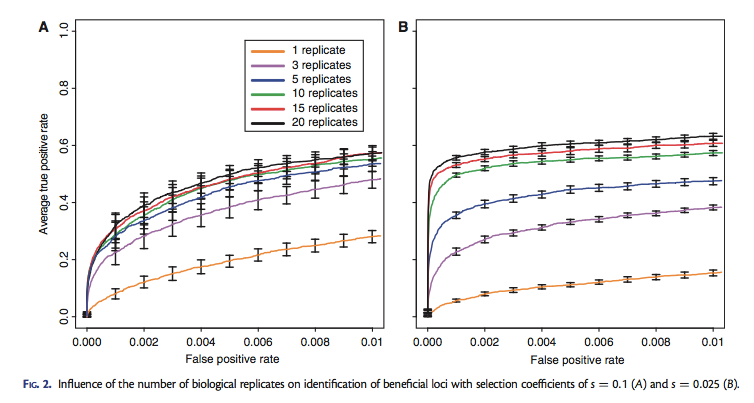 A
B
Average true positive rate
1.0
0.8
0.6
0.4
0.2
0.0
1 replicate
3 replicates
5 replicates
10 replicates
15 replicates
20 replicates
0.000 0.002 0.004 0.006 0.008 0.01
0.000 0.002 0.004 0.006 0.008 0.01
False positive rate
False positive rate
FIG. 2. Influence of the number of biological replicates on identification of beneficial loci with selection coefficients of s = 0.1 (A) and s = 0.025 (B).